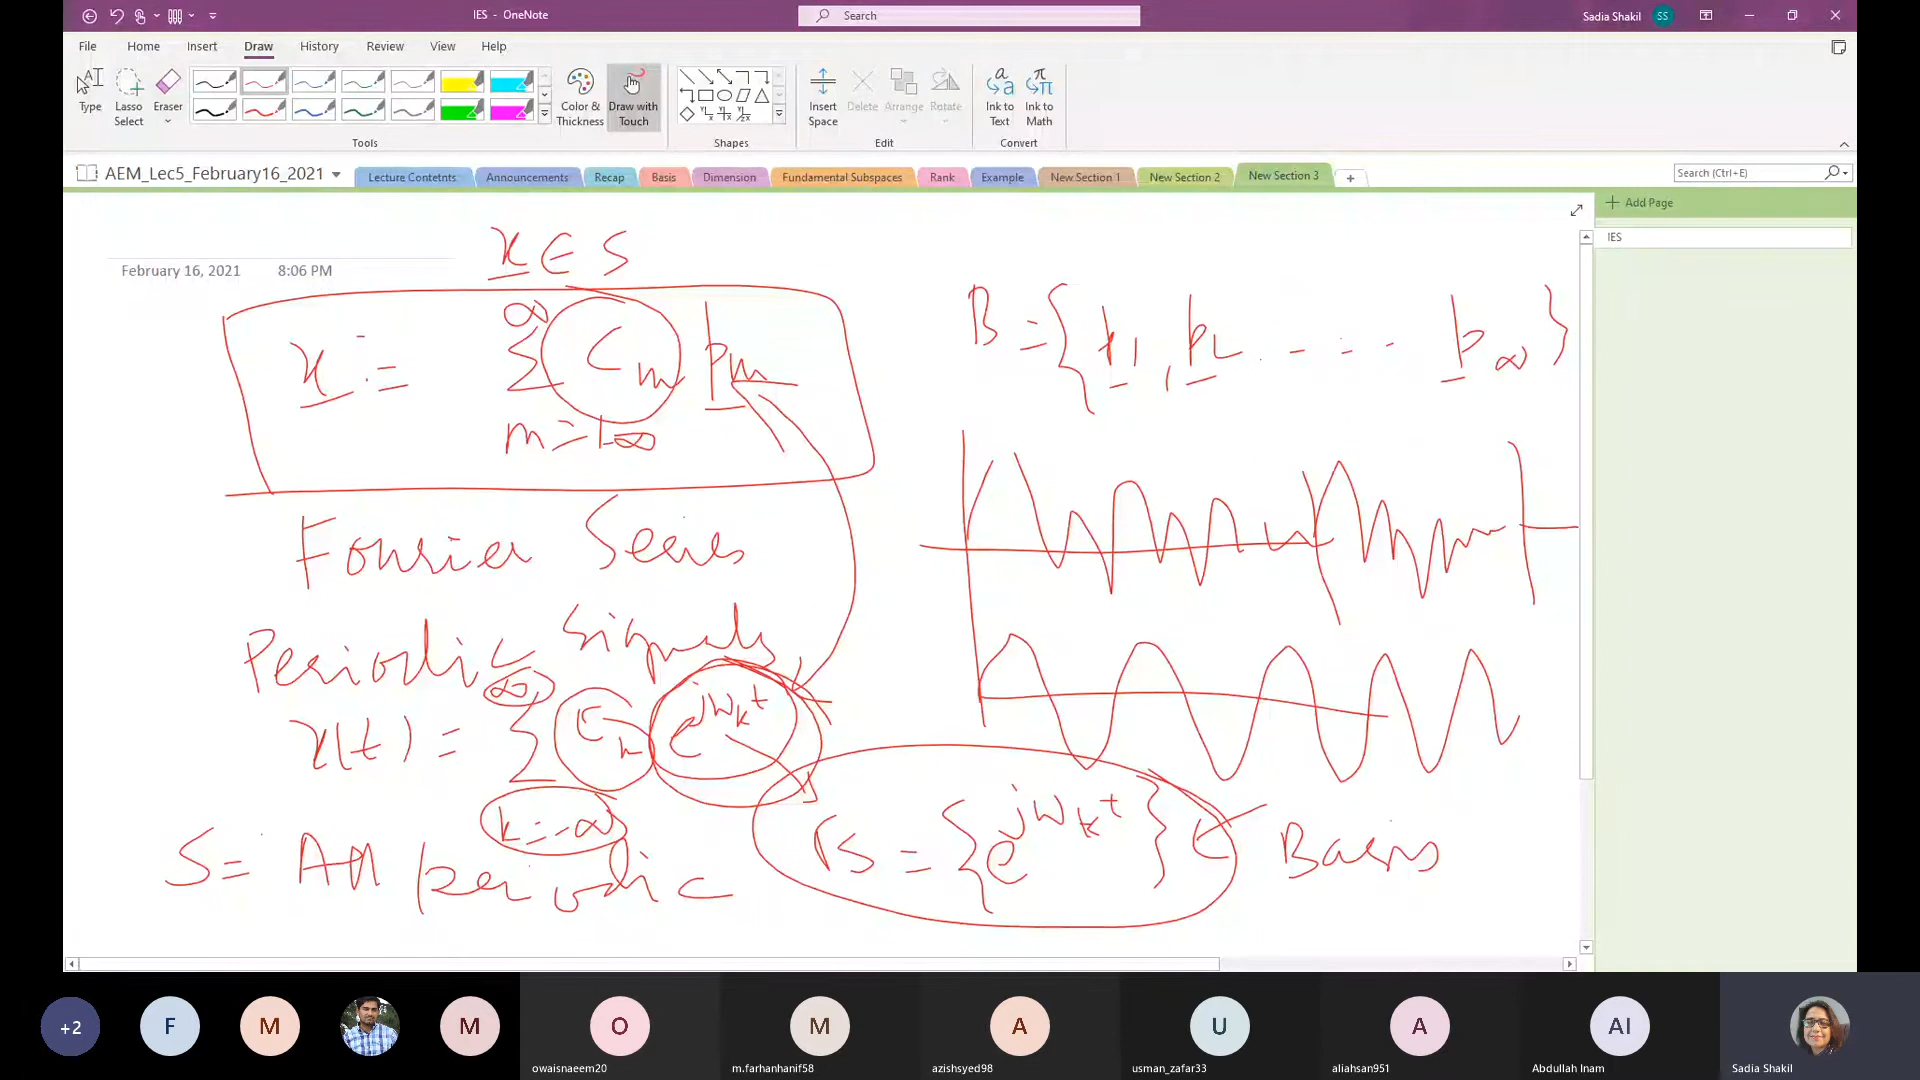 IES - OneNote
Search
Sadia Shakil SS
File Home Insert Draw History Review View Help
Type
Lasso Select
Eraser
Color & Thickness
Draw with Touch
Insert Space
Delete
Arrange
Rotate
Ink to Text
Ink to Math
Tools Shapes Edit Convert
AEM_Lec5_February16_2021
Lecture Contetnts Announcements Recap Basis Dimension Fundamental Subspaces Rank Example New Section 1 New Section 2 New Section 3
Search (Ctrl+E)
Add Page
IES
February 16, 2021 8:06 PM
x ∈ S
x := ∞ Σ m=1-∞ Cm pm
B = {p1, p2 . - - - - p∞}
Fourier Series
Periodic Signals
x(t) = ∞ Σ k=-∞ Ck e^jwkt
B = {e^jwkt} ← Basis
S = All periodic
+2 F M M O M A U A AI
owaisnaeem20 m.farhanhanif58 azishsyed98 usman_zafar33 aliahsan951 Abdullah Inam Sadia Shakil